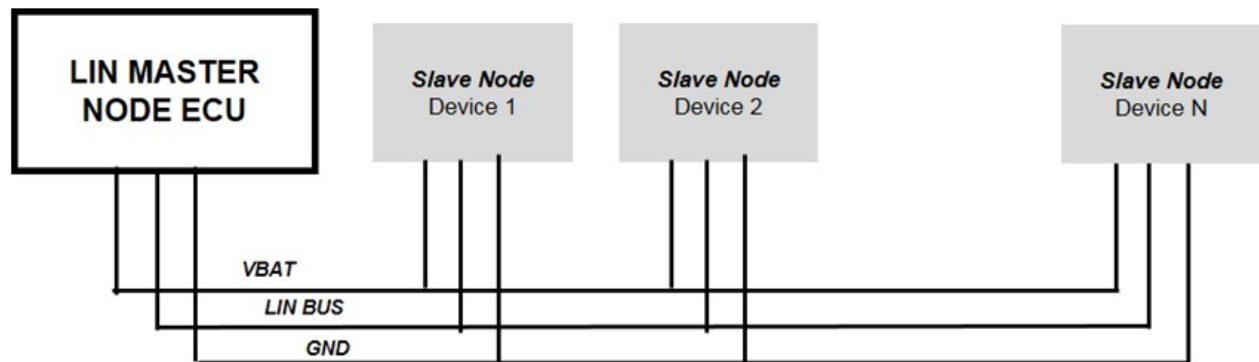 LIN MASTER
NODE ECU
Slave Node
Device 1
Slave Node
Device 2
Slave Node
Device N
VBAT
LIN BUS
GND